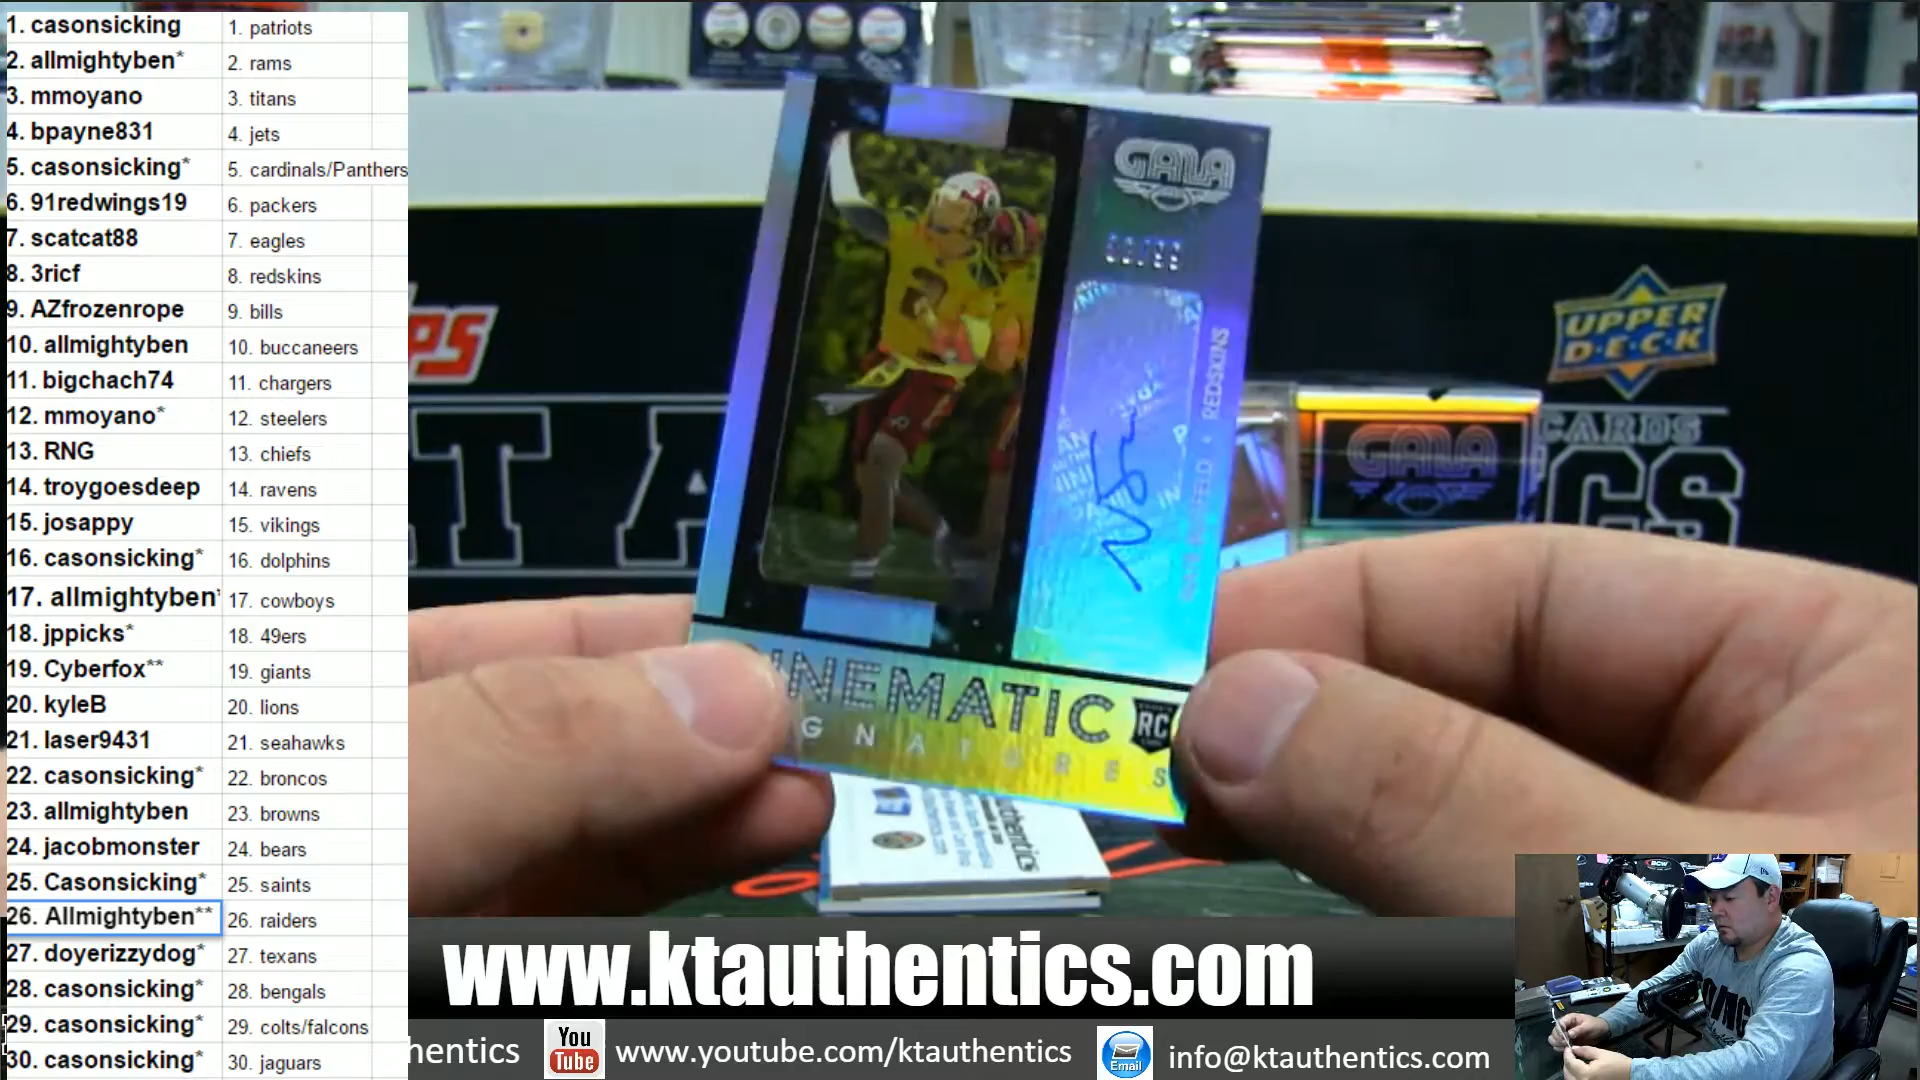 1. casonsicking
2. allmightyben*
3. mmoyano
4. bpayne831
5. casonsicking*
6. 91redwings19
7. scatcat88
8. 3ricf
9. AZfrozenrope
10. allmightyben
11. bigchach74
12. mmoyano*
13. RNG
14. troygoesdeep
15. josappy
16. casonsicking*
17. allmightyben*
18. jppicks*
19. Cyberfox**
20. kyleB
21. laser9431
22. casonsicking*
23. allmightyben
24. jacobmonster
25. Casonsicking*
26. Allmightyben**
27. doyerizzydog*
28. casonsicking*
29. casonsicking*
30. casonsicking*
1. patriots
2. rams
3. titans
4. jets
5. cardinals/Panthers
6. packers
7. eagles
8. redskins
9. bills
10. buccaneers
11. chargers
12. steelers
13. chiefs
14. ravens
15. vikings
16. dolphins
17. cowboys
18. 49ers
19. giants
20. lions
21. seahawks
22. broncos
23. browns
24. bears
25. saints
26. raiders
27. texans
28. bengals
29. colts/falcons
30. jaguars
GALA
REDSKINS
INEMATIC
GNATURES
RC
UPPER
DECK
CARDS
GALA
PS
TA
CS
www.ktauthentics.com
hentics
You
Tube
www.youtube.com/ktauthentics
Email
info@ktauthentics.com